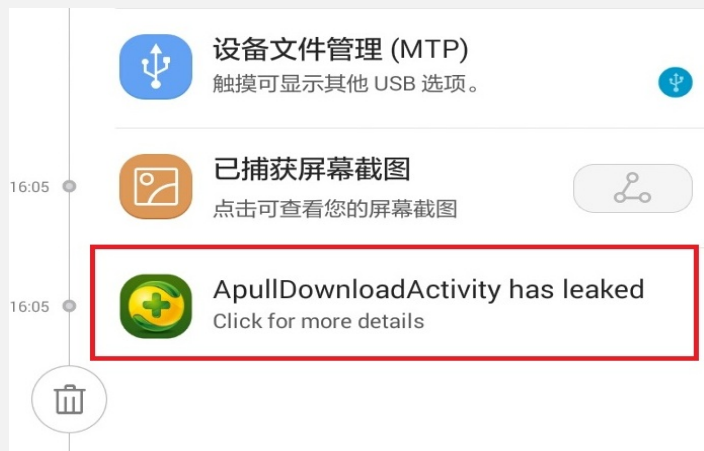 设备文件管理 (MTP)
触摸可显示其他 USB 选项。
16:05
已捕获屏幕截图
点击可查看您的屏幕截图
16:05
ApullDownloadActivity has leaked
Click for more details